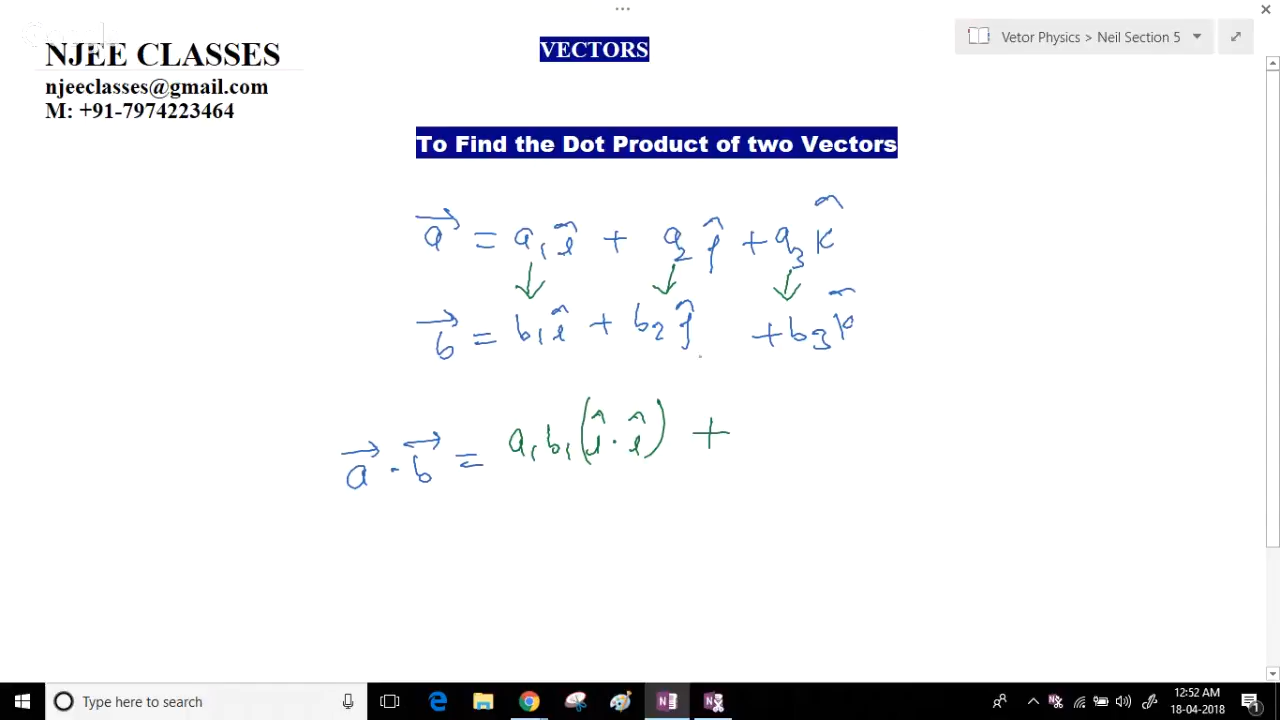 NJEE CLASSES
VECTORS
Vetor Physics > Neil Section 5
njeeclasses@gmail.com
M: +91-7974223464
To Find the Dot Product of two Vectors
a⃗ = a₁î + a₂ĵ + a₃k̂
b⃗ = b₁î + b₂ĵ + b₃k̂
a⃗ · b⃗ = a₁b₁(î · î) +
Type here to search
12:52 AM
18-04-2018
1